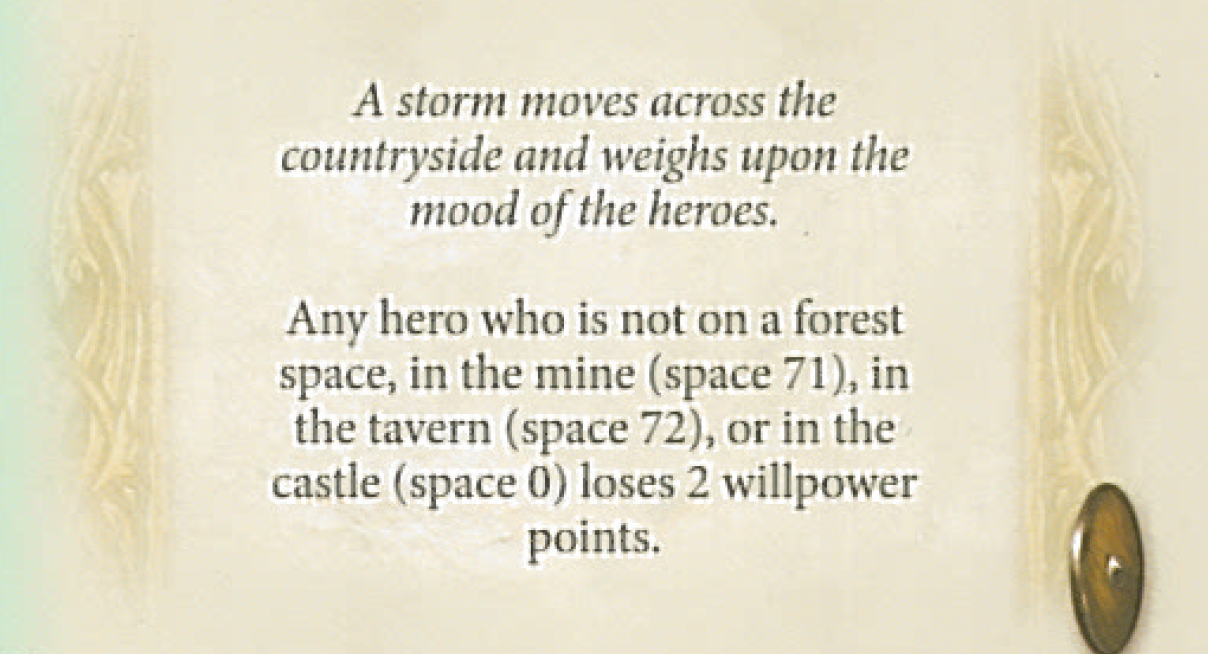 A storm moves across the
countryside and weighs upon the
mood of the heroes.
Any hero who is not on a forest
space, in the mine (space 71), in
the tavern (space 72), or in the
castle (space 0) loses 2 willpower
points.